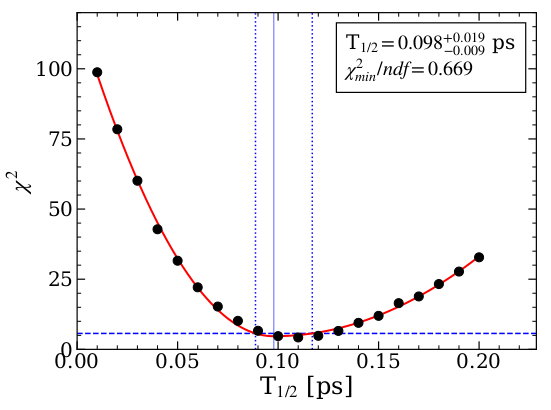 T₁/₂ = 0.098⁺⁰·⁰¹⁹₋₀.₀₀₉ ps
χ²ₘᵢₙ/ndf = 0.669
100
75
50
25
0
χ²
0.00 0.05 0.10 0.15 0.20
T₁/₂ [ps]